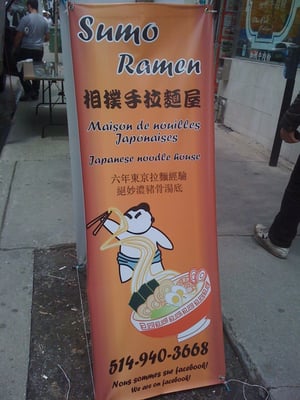 Sumo
Ramen
相撲手拉麵屋
Maison de nouilles
Japonaises
Japanese noodle house
六年東京拉麵經驗
絕妙濃豬骨湯底
514-940-3668
Nous sommes sur facebook!
We are on facebook!